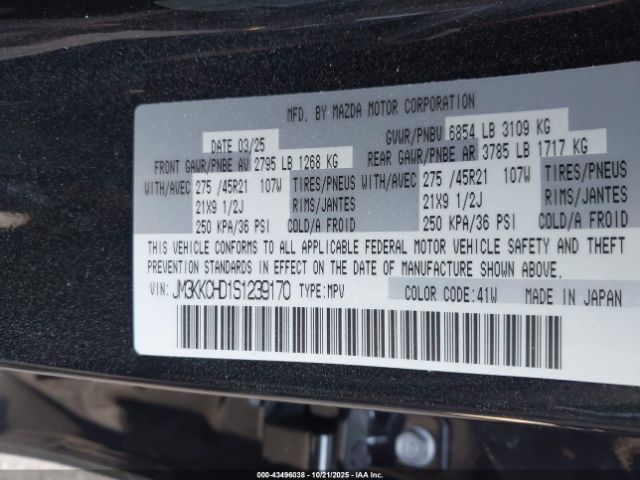 MFD. BY MAZDA MOTOR CORPORATION
DATE 03/25 GVWR/PNBV 6854 LB 3109 KG
FRONT GAWR/PNBE AV 2795 LB 1268 KG REAR GAWR/PNBE AR 3785 LB 1717 KG
WITH/AVEC 275 /45R21 107W TIRES/PNEUS WITH/AVEC 275 /45R21 107W TIRES/PNEUS
21X9 1/2J RIMS/JANTES 21X9 1/2J RIMS/JANTES
250 KPA/36 PSI COLD/A FROID 250 KPA/36 PSI COLD/A FROID
THIS VEHICLE CONFORMS TO ALL APPLICABLE FEDERAL MOTOR VEHICLE SAFETY AND THEFT
PREVENTION STANDARDS IN EFFECT ON THE DATE OF MANUFACTURE SHOWN ABOVE.
VIN: JM3KKCHD1S1239170 TYPE:MPV COLOR CODE:41W MADE IN JAPAN
000-43496038 - 10/21/2025 - IAA Inc.